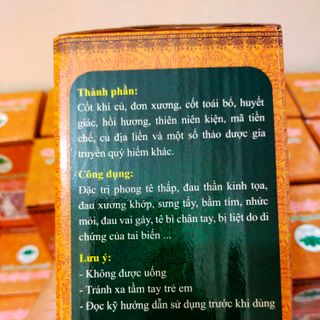 Thành phần:
Cốt khí củ, đơn xương, cốt toái bổ, huyết
giác, hồi hương, thiên niên kiện, mã tiền
chế, củ địa liền và một số thảo dược gia
truyền quý hiếm khác.
Công dụng:
Đặc trị phong tê thấp, đau thần kinh tọa,
đau xương khớp, sưng tấy, bầm tím, nhức
mỏi, đau vai gáy, tê bì chân tay, bị liệt do di
chứng của tai biến ...
Lưu ý:
- Không được uống
- Tránh xa tầm tay trẻ em
- Đọc kỹ hướng dẫn sử dụng trước khi dùng